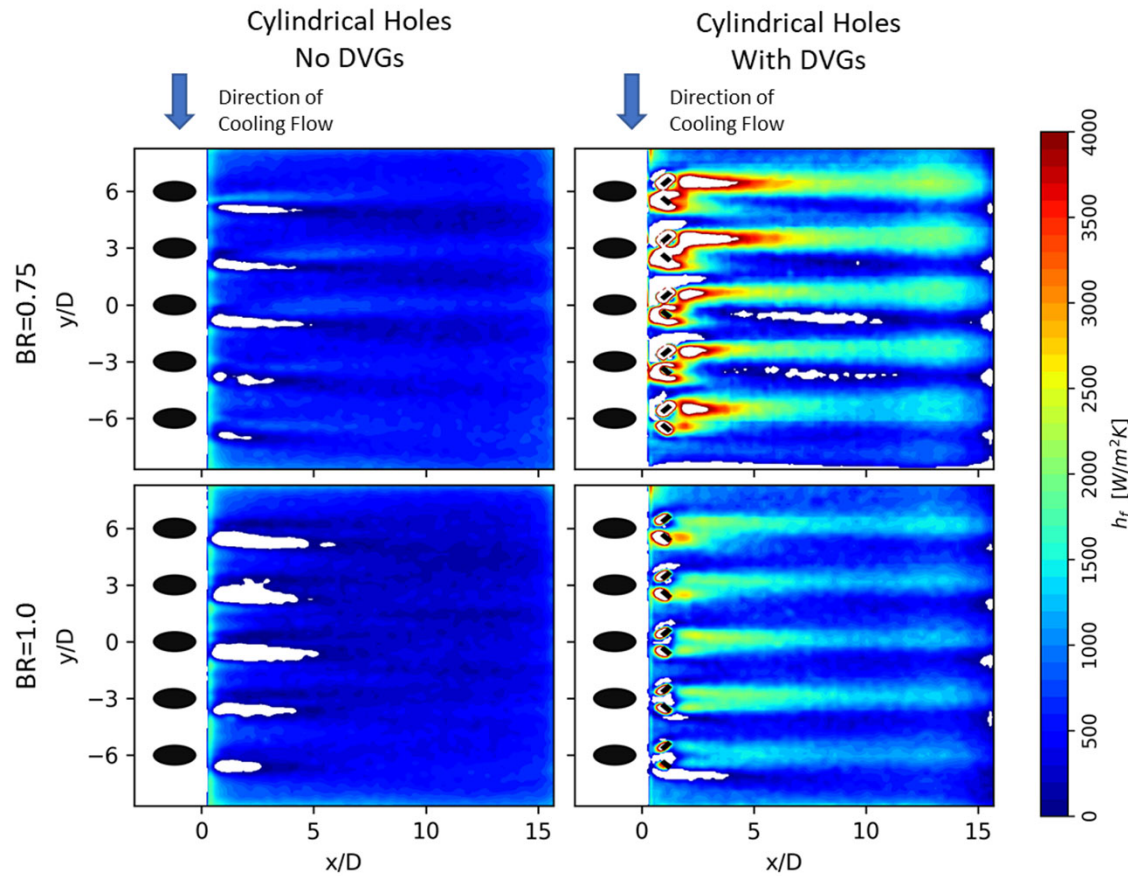 Cylindrical Holes
No DVGs
Cylindrical Holes
With DVGs
Direction of
Cooling Flow
Direction of
Cooling Flow
BR=0.75
y/D
6
3
0
−3
−6
BR=1.0
y/D
6
3
0
−3
−6
0 5 10 15
x/D
0 5 10 15
x/D
4000
3500
3000
2500
2000
1500
1000
500
0
h_f [W/m²K]